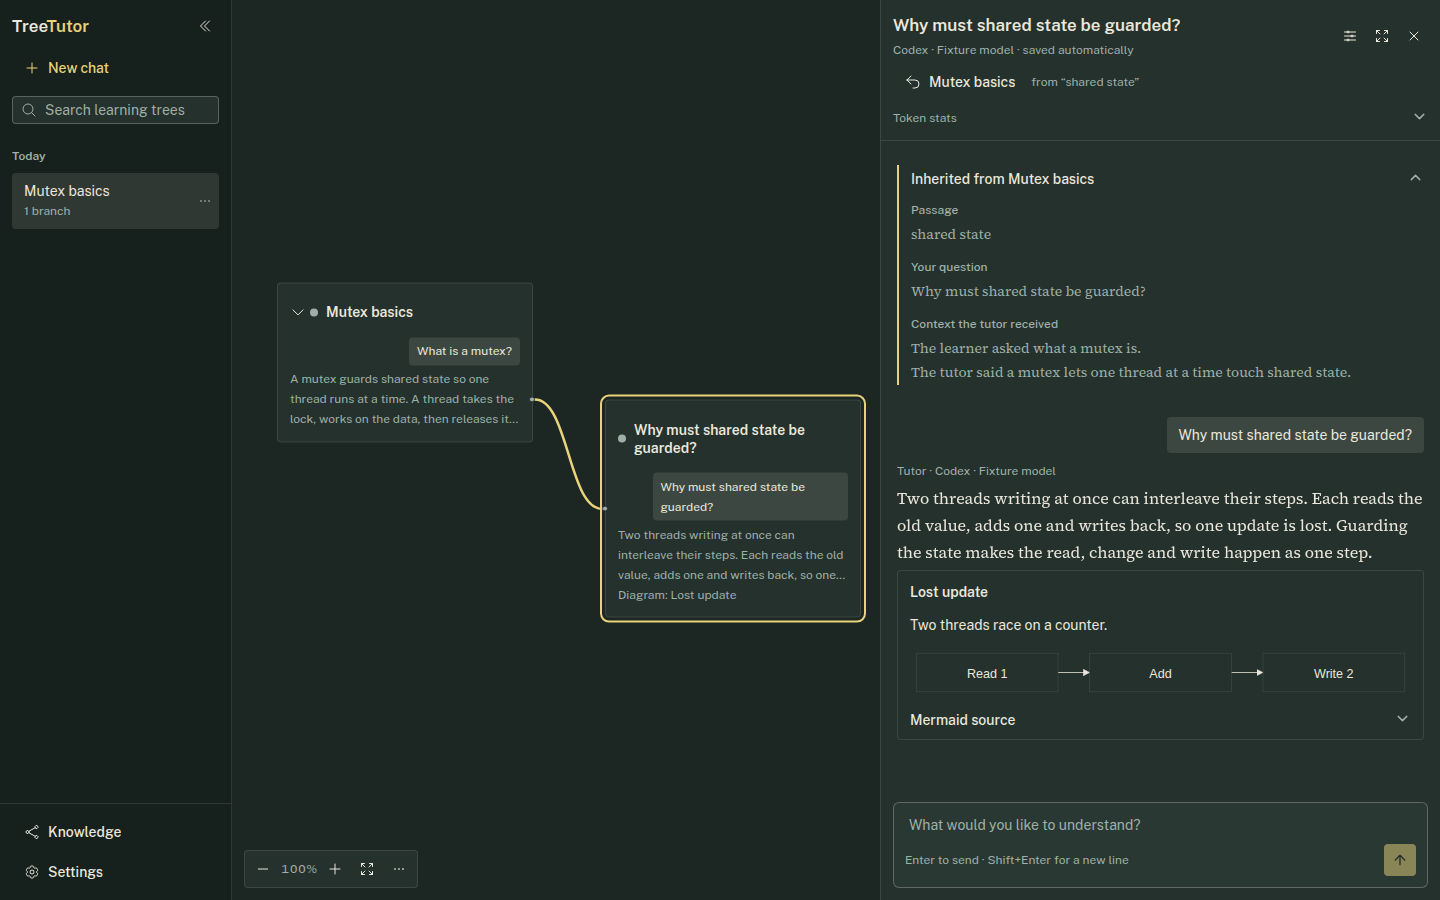 TreeTutor
New chat
Search learning trees
Today
Mutex basics
1 branch
Knowledge
Settings
Mutex basics
What is a mutex?
A mutex guards shared state so one
thread runs at a time. A thread takes the
lock, works on the data, then releases it...
Why must shared state be
guarded?
Why must shared state be
guarded?
Two threads writing at once can
interleave their steps. Each reads the old
value, adds one and writes back, so one...
Diagram: Lost update
100%
Why must shared state be guarded?
Codex · Fixture model · saved automatically
Mutex basics from “shared state”
Token stats
Inherited from Mutex basics
Passage
shared state
Your question
Why must shared state be guarded?
Context the tutor received
The learner asked what a mutex is.
The tutor said a mutex lets one thread at a time touch shared state.
Why must shared state be guarded?
Tutor · Codex · Fixture model
Two threads writing at once can interleave their steps. Each reads the
old value, adds one and writes back, so one update is lost. Guarding
the state makes the read, change and write happen as one step.
Lost update
Two threads race on a counter.
Read 1 Add Write 2
Mermaid source
What would you like to understand?
Enter to send · Shift+Enter for a new line